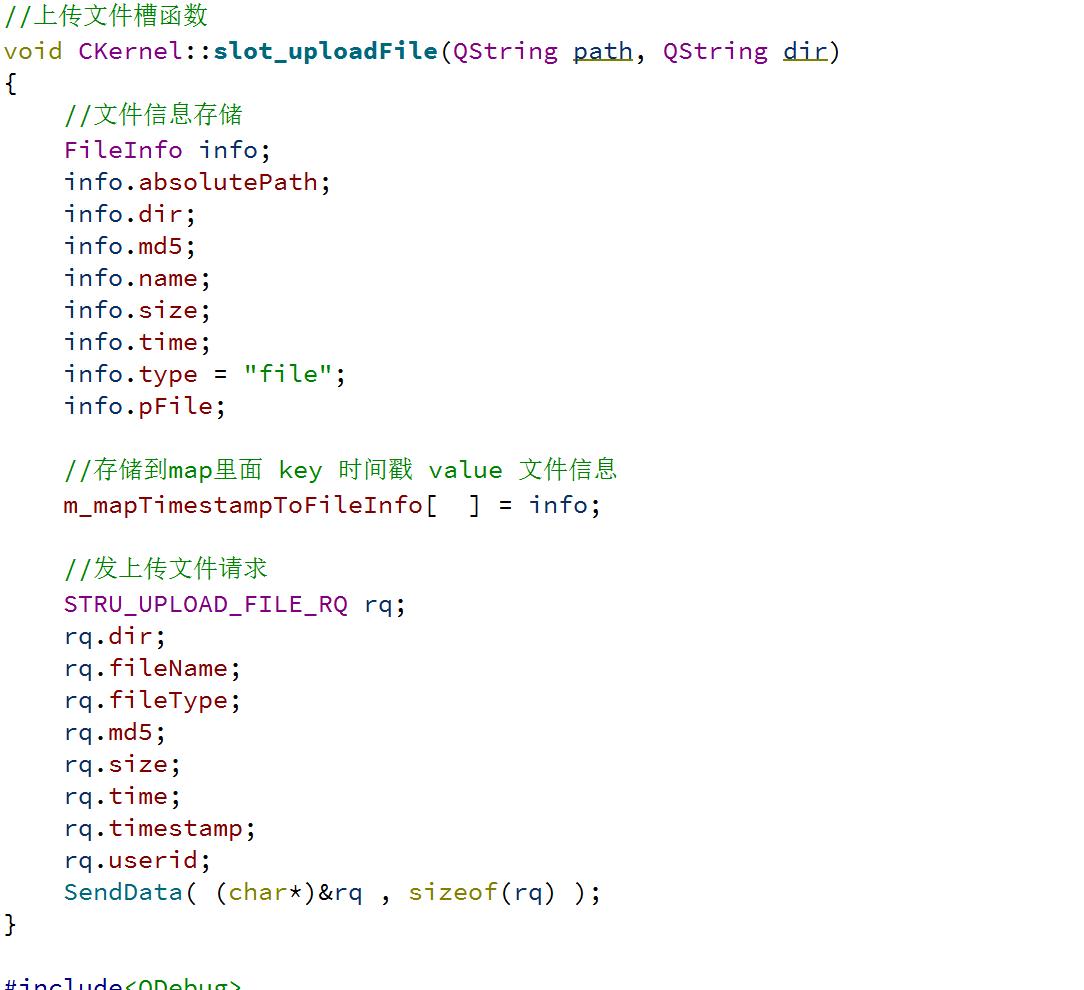 //上传文件槽函数
void CKernel::slot_uploadFile(QString path, QString dir)
{
    //文件信息存储
    FileInfo info;
    info.absolutePath;
    info.dir;
    info.md5;
    info.name;
    info.size;
    info.time;
    info.type = "file";
    info.pFile;

    //存储到map里面 key 时间戳 value 文件信息
    m_mapTimestampToFileInfo[  ] = info;

    //发上传文件请求
    STRU_UPLOAD_FILE_RQ rq;
    rq.dir;
    rq.fileName;
    rq.fileType;
    rq.md5;
    rq.size;
    rq.time;
    rq.timestamp;
    rq.userid;
    SendData( (char*)&rq , sizeof(rq) );
}

#include<QDebug>